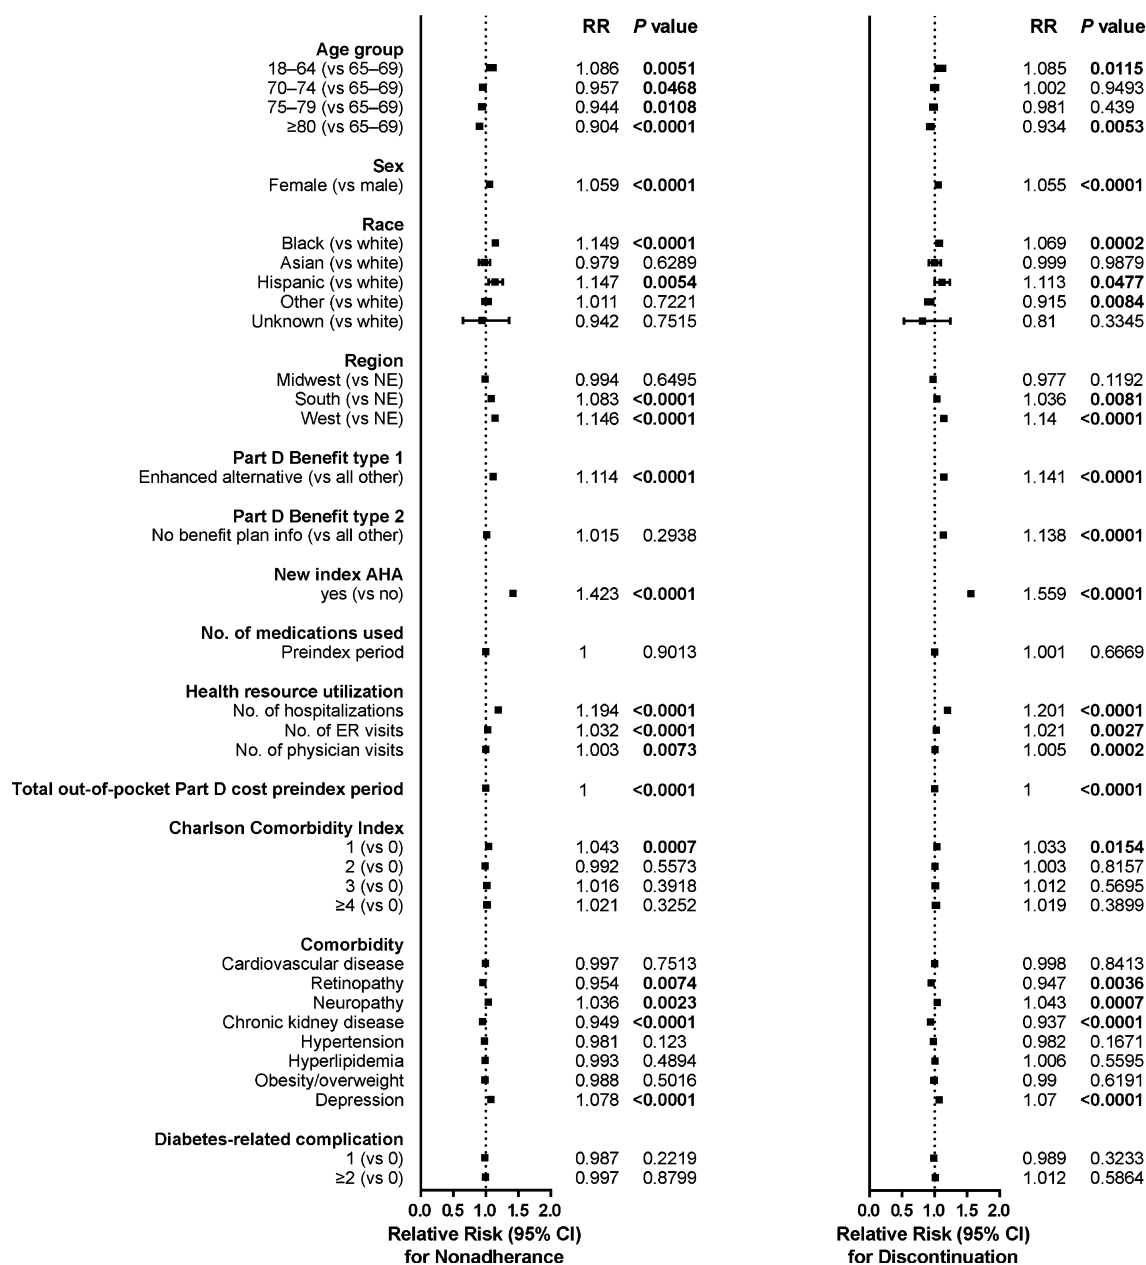 RR P value RR P value
Age group
18–64 (vs 65–69) 1.086 0.0051 1.085 0.0115
70–74 (vs 65–69) 0.957 0.0468 1.002 0.9493
75–79 (vs 65–69) 0.944 0.0108 0.981 0.439
≥80 (vs 65–69) 0.904 <0.0001 0.934 0.0053
Sex
Female (vs male) 1.059 <0.0001 1.055 <0.0001
Race
Black (vs white) 1.149 <0.0001 1.069 0.0002
Asian (vs white) 0.979 0.6289 0.999 0.9879
Hispanic (vs white) 1.147 0.0054 1.113 0.0477
Other (vs white) 1.011 0.7221 0.915 0.0084
Unknown (vs white) 0.942 0.7515 0.81 0.3345
Region
Midwest (vs NE) 0.994 0.6495 0.977 0.1192
South (vs NE) 1.083 <0.0001 1.036 0.0081
West (vs NE) 1.146 <0.0001 1.14 <0.0001
Part D Benefit type 1
Enhanced alternative (vs all other) 1.114 <0.0001 1.141 <0.0001
Part D Benefit type 2
No benefit plan info (vs all other) 1.015 0.2938 1.138 <0.0001
New index AHA
yes (vs no) 1.423 <0.0001 1.559 <0.0001
No. of medications used
Preindex period 1 0.9013 1.001 0.6669
Health resource utilization
No. of hospitalizations 1.194 <0.0001 1.201 <0.0001
No. of ER visits 1.032 <0.0001 1.021 0.0027
No. of physician visits 1.003 0.0073 1.005 0.0002
Total out-of-pocket Part D cost preindex period 1 <0.0001 1 <0.0001
Charlson Comorbidity Index
1 (vs 0) 1.043 0.0007 1.033 0.0154
2 (vs 0) 0.992 0.5573 1.003 0.8157
3 (vs 0) 1.016 0.3918 1.012 0.5695
≥4 (vs 0) 1.021 0.3252 1.019 0.3899
Comorbidity
Cardiovascular disease 0.997 0.7513 0.998 0.8413
Retinopathy 0.954 0.0074 0.947 0.0036
Neuropathy 1.036 0.0023 1.043 0.0007
Chronic kidney disease 0.949 <0.0001 0.937 <0.0001
Hypertension 0.981 0.123 0.982 0.1671
Hyperlipidemia 0.993 0.4894 1.006 0.5595
Obesity/overweight 0.988 0.5016 0.99 0.6191
Depression 1.078 <0.0001 1.07 <0.0001
Diabetes-related complication
1 (vs 0) 0.987 0.2219 0.989 0.3233
≥2 (vs 0) 0.997 0.8799 1.012 0.5864
0.0 0.5 1.0 1.5 2.0 0.0 0.5 1.0 1.5 2.0
Relative Risk (95% CI) Relative Risk (95% CI)
for Nonadherance for Discontinuation